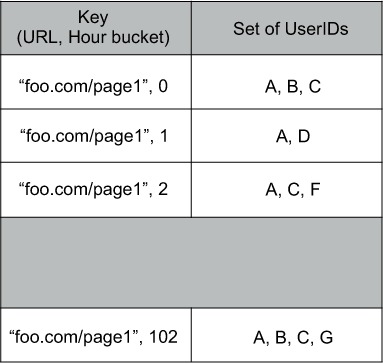 Key
(URL, Hour bucket)
Set of UserIDs
“foo.com/page1”, 0
A, B, C
“foo.com/page1”, 1
A, D
“foo.com/page1”, 2
A, C, F
“foo.com/page1”, 102
A, B, C, G